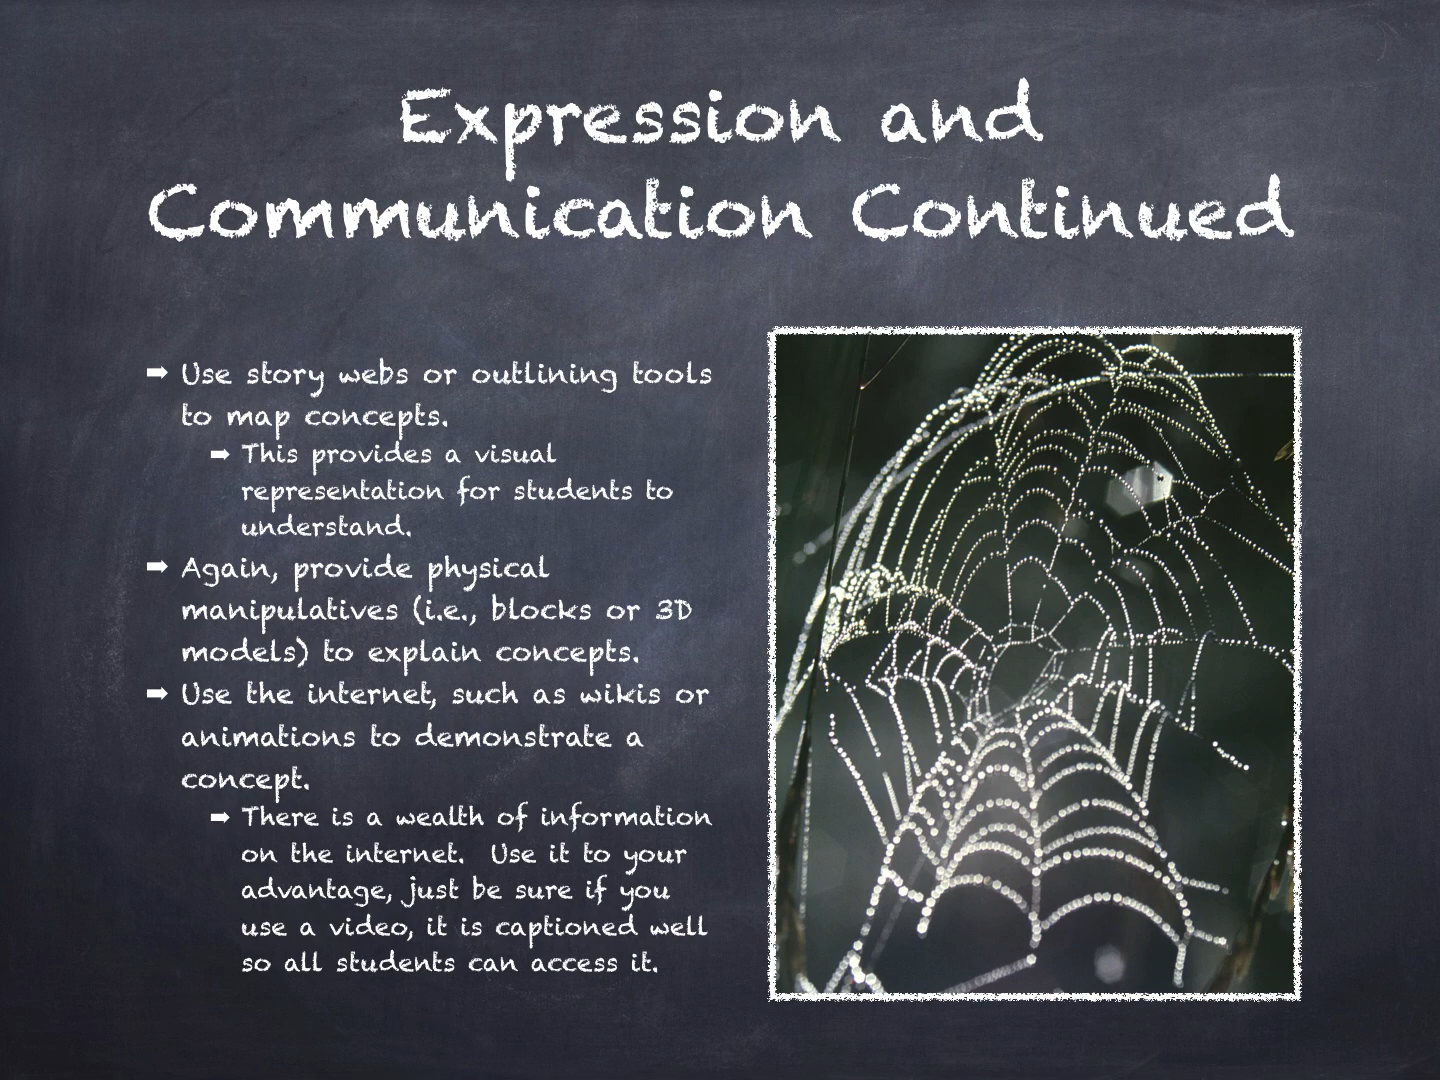 Expression and
Communication Continued
➡ Use story webs or outlining tools
to map concepts.
➡ This provides a visual
representation for students to
understand.
➡ Again, provide physical
manipulatives (i.e., blocks or 3D
models) to explain concepts.
➡ Use the internet, such as wikis or
animations to demonstrate a
concept.
➡ There is a wealth of information
on the internet.  Use it to your
advantage, just be sure if you
use a video, it is captioned well
so all students can access it.